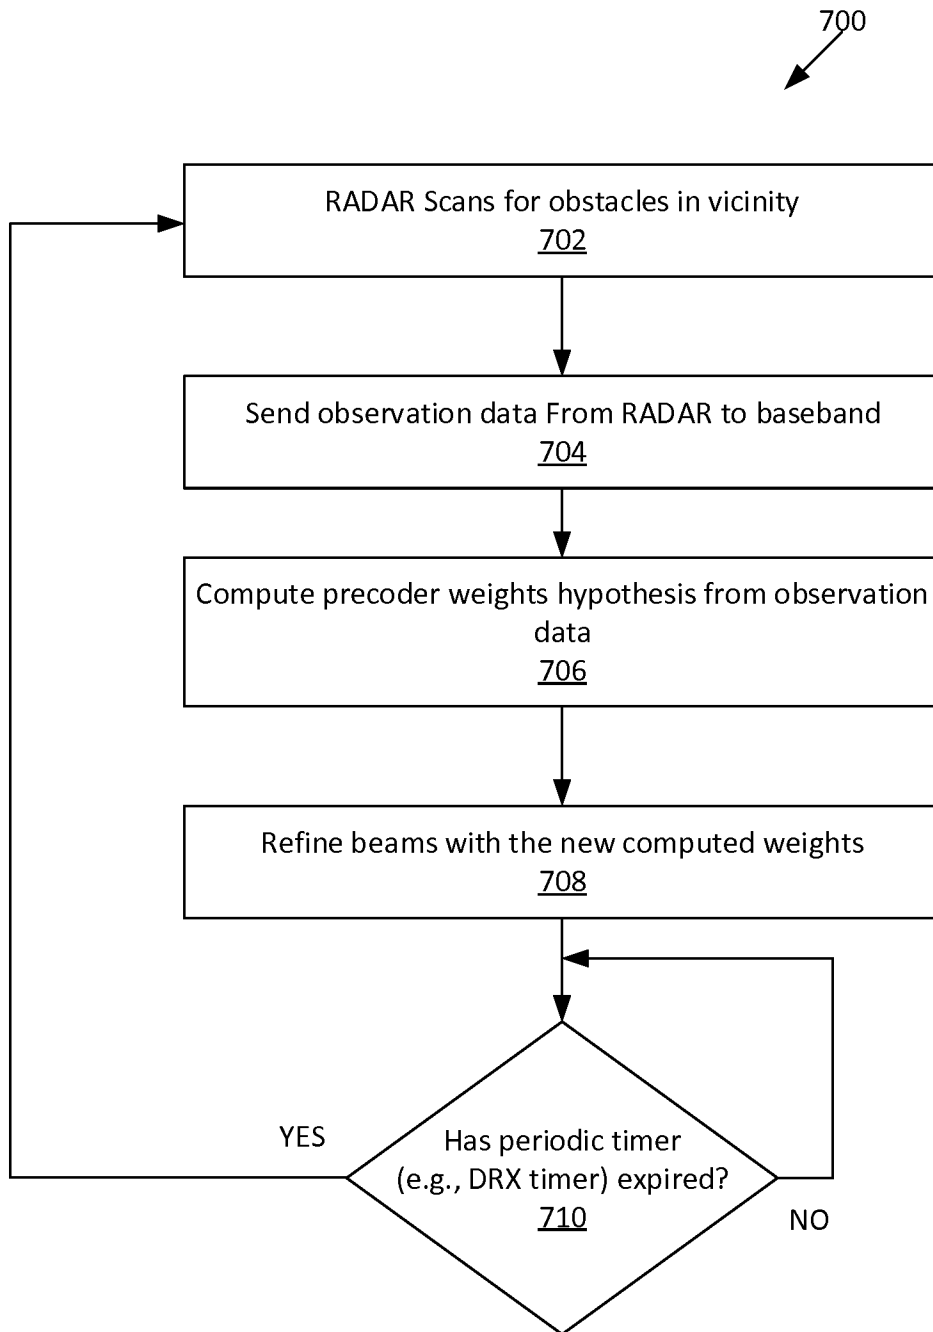 700
RADAR Scans for obstacles in vicinity
702
Send observation data From RADAR to baseband
704
Compute precoder weights hypothesis from observation
data
706
Refine beams with the new computed weights
708
YES
Has periodic timer
(e.g., DRX timer) expired?
710
NO